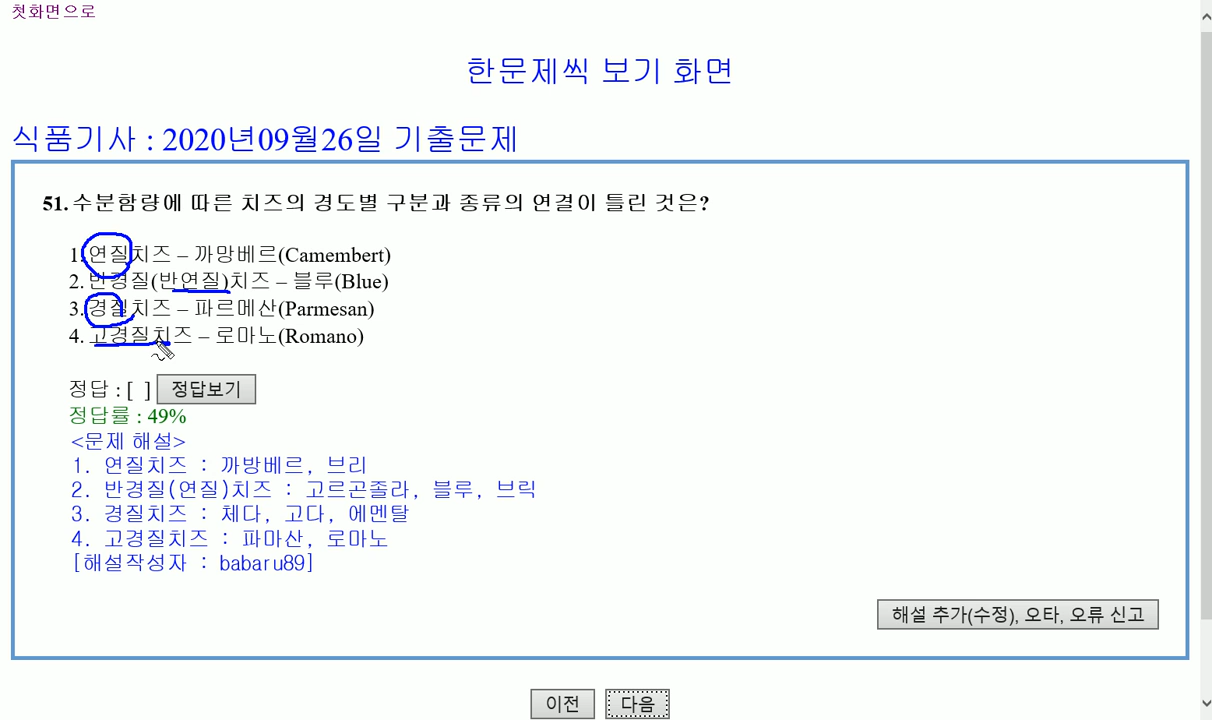 첫화면으로
한문제씩 보기 화면
식품기사 : 2020년09월26일 기출문제
51. 수분함량에 따른 치즈의 경도별 구분과 종류의 연결이 틀린 것은?
1. 연질치즈 – 까망베르(Camembert)
2. 반경질(반연질)치즈 – 블루(Blue)
3. 경질치즈 – 파르메산(Parmesan)
4. 고경질치즈 – 로마노(Romano)
정답 : [ ] 정답보기
정답률 : 49%
<문제 해설>
1. 연질치즈 : 까방베르, 브리
2. 반경질(연질)치즈 : 고르곤졸라, 블루, 브릭
3. 경질치즈 : 체다, 고다, 에멘탈
4. 고경질치즈 : 파마산, 로마노
[해설작성자 : babaru89]
해설 추가(수정), 오타, 오류 신고
이전 다음